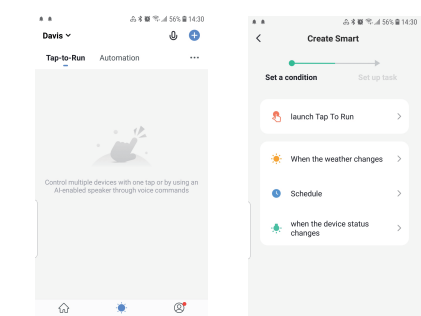 56% 14:30
Davis
Tap-to-Run Automation
Control multiple devices with one tap or by using an
AI-enabled speaker through voice commands
56% 14:30
Create Smart
Set a condition Set up task
launch Tap To Run
When the weather changes
Schedule
when the device status
changes